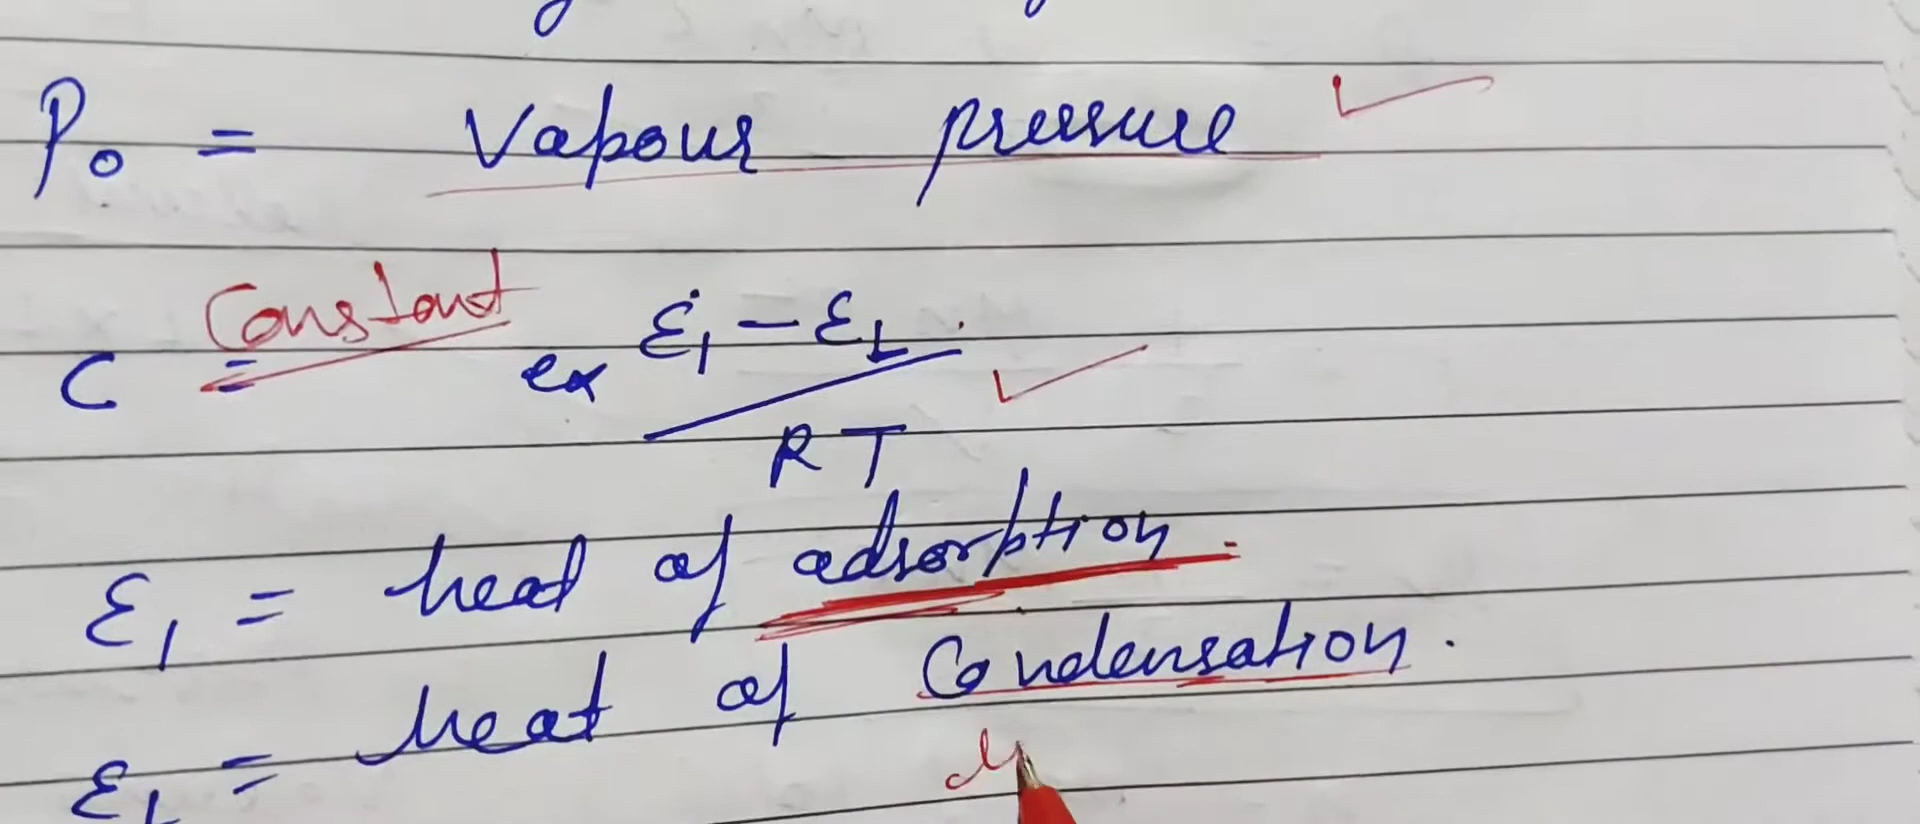 P₀ = Vapour pressure ✓
Constant
C = ex ε₁ - ε_L / RT ✓
ε₁ = heat of adsorption.
ε_L = heat of Condensation.